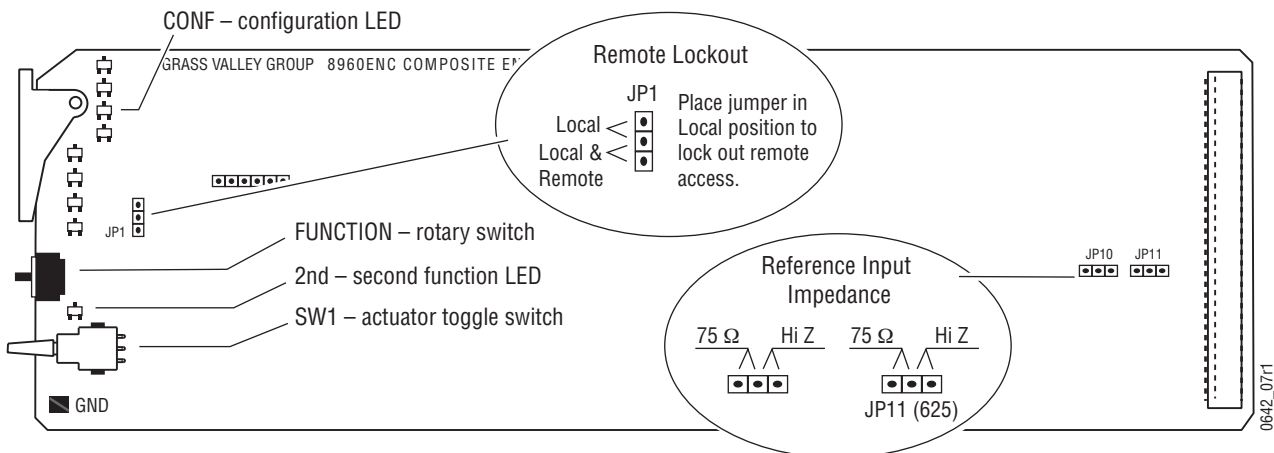 CONF – configuration LED
GRASS VALLEY GROUP 8960ENC COMPOSITE
Remote Lockout
JP1
Local
Local &
Remote
Place jumper in
Local position to
lock out remote
access.
JP1
FUNCTION – rotary switch
2nd – second function LED
SW1 – actuator toggle switch
GND
Reference Input
Impedance
75 Ω Hi Z 75 Ω Hi Z
JP11 (625)
JP10 JP11
0642_07r1